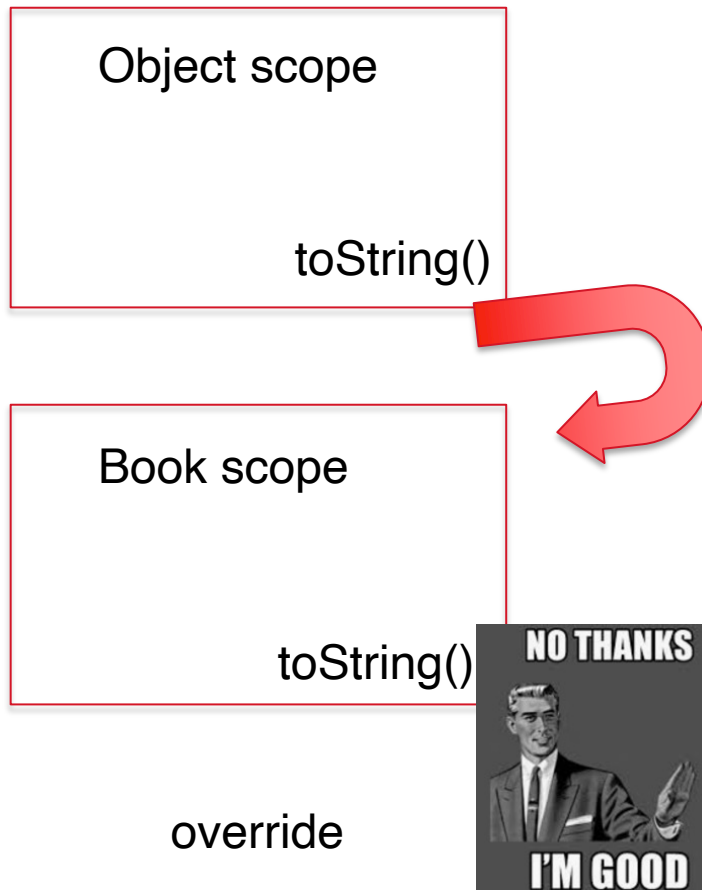 Object scope
toString()
Book scope
toString()
NO THANKS
I'M GOOD
override